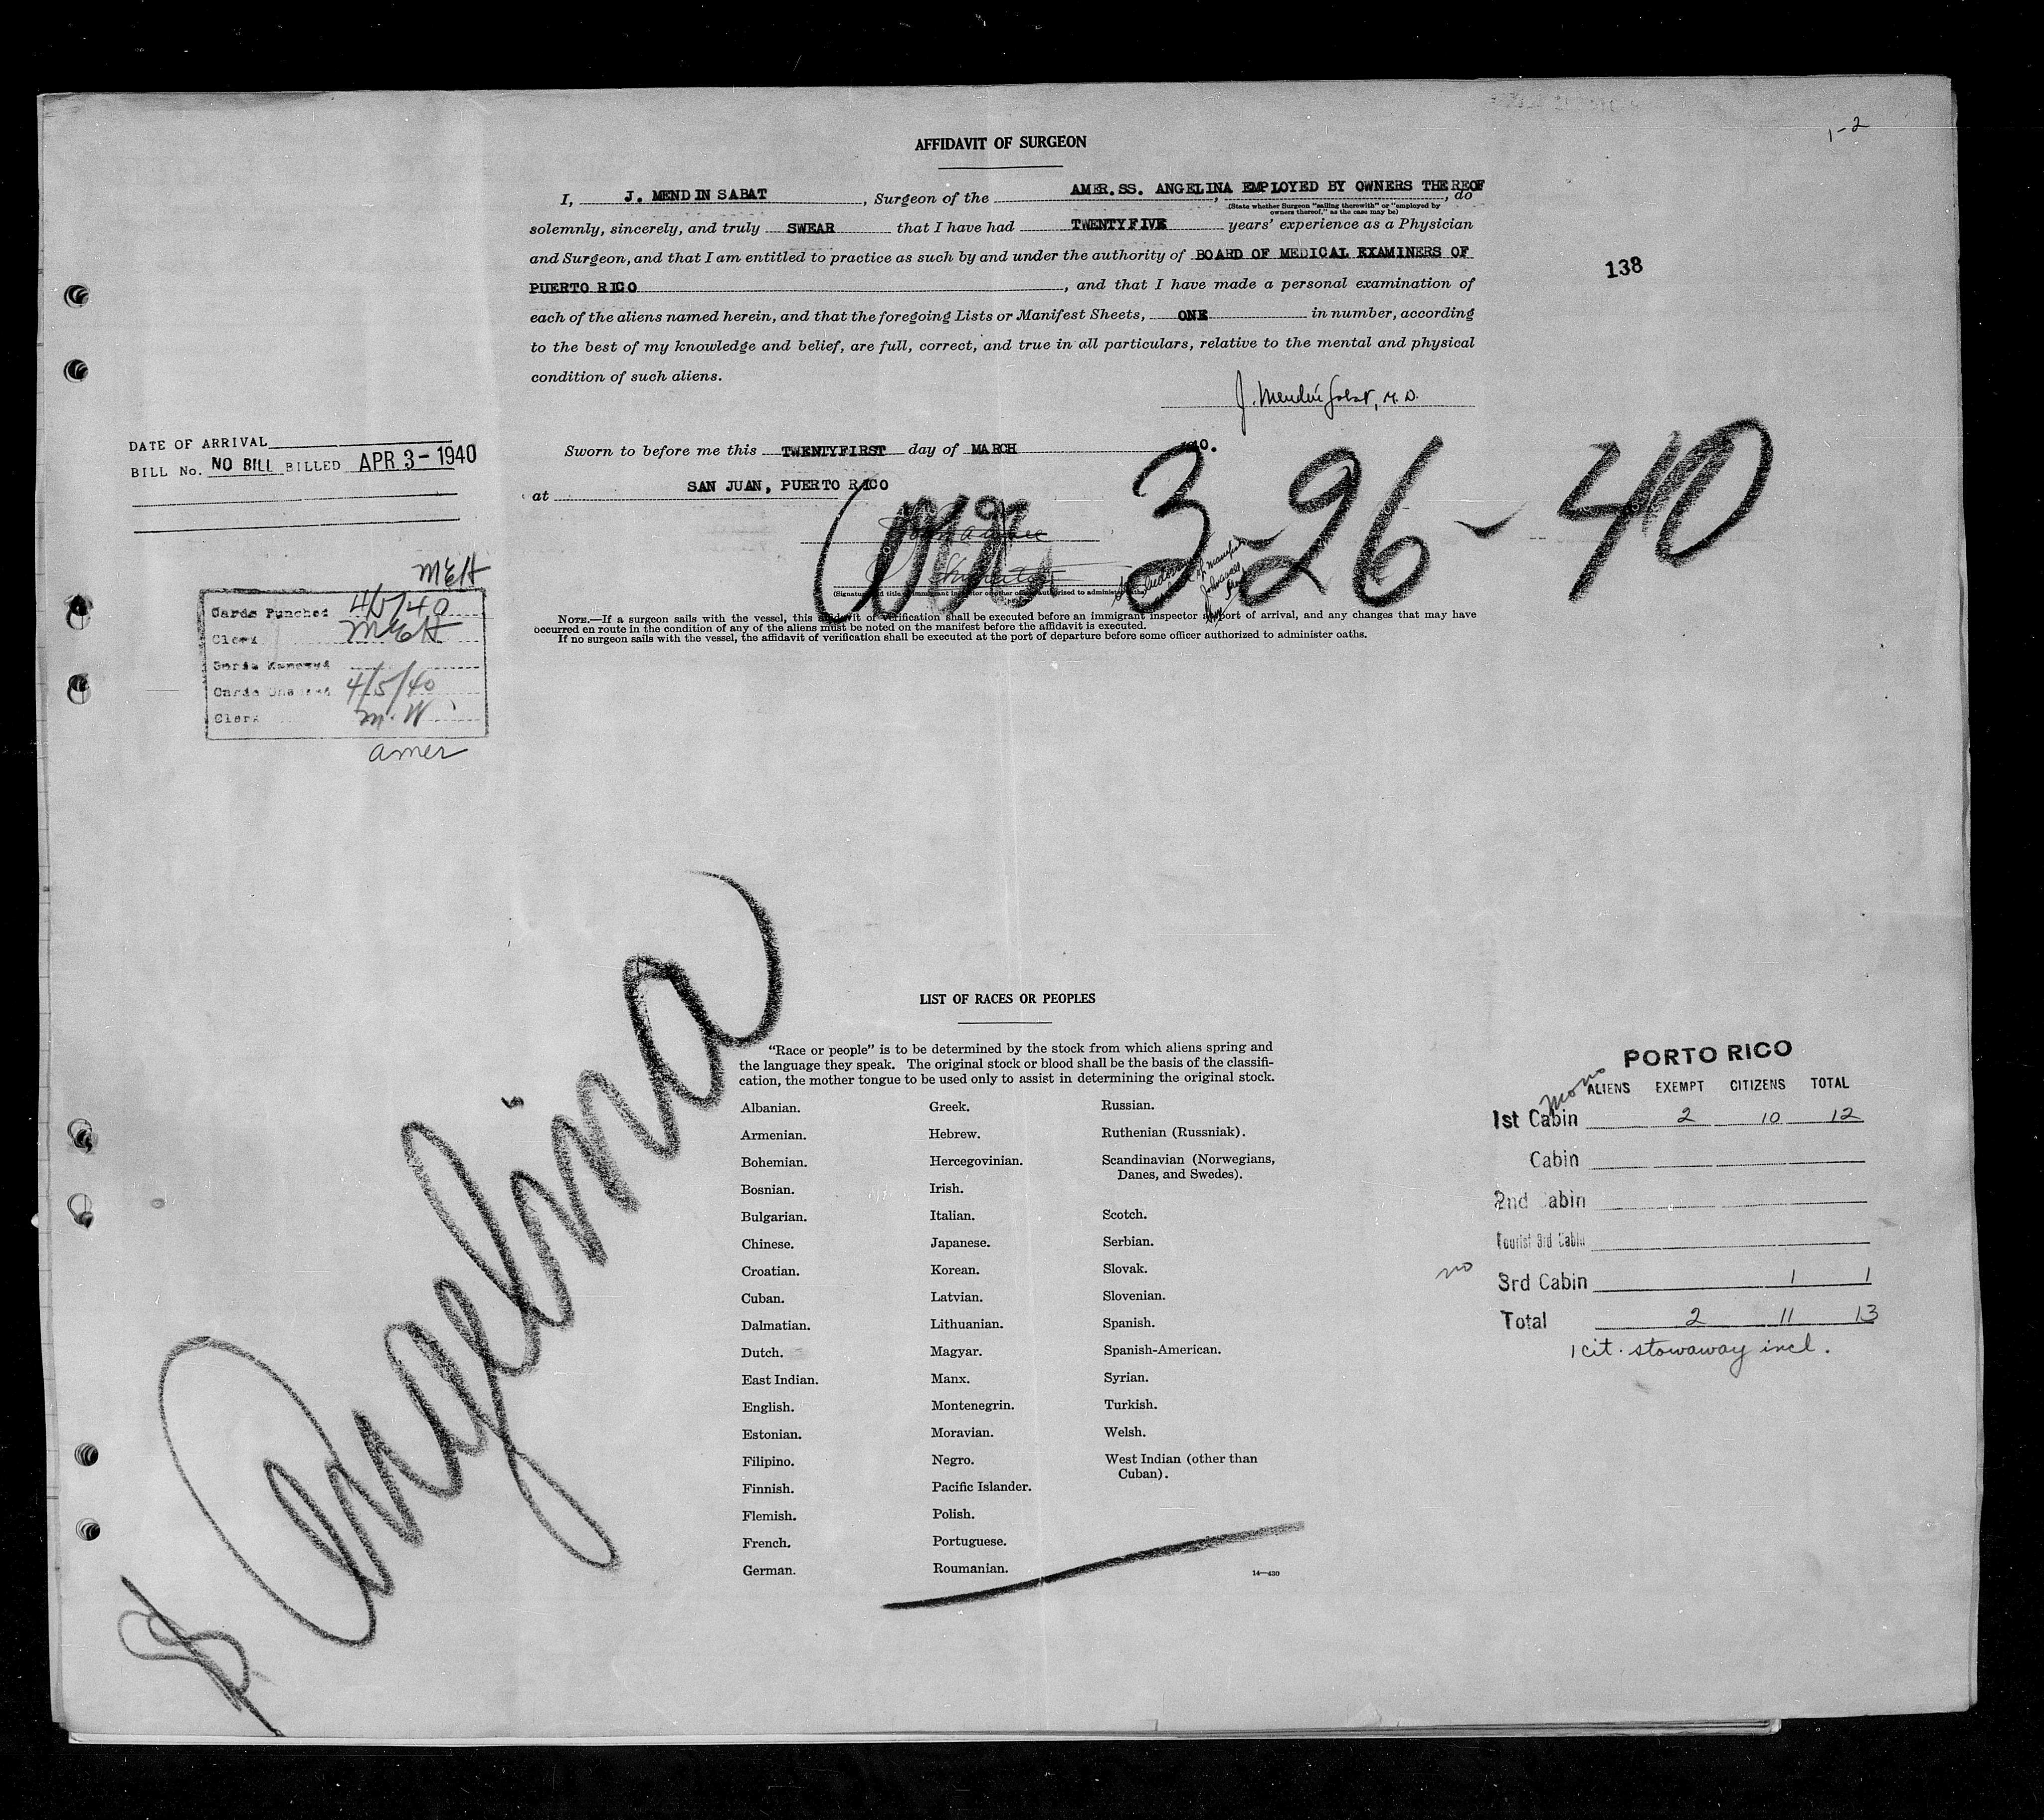 1-2
AFFIDAVIT OF SURGEON
I, J. MENDIN SABAT, Surgeon of the AMER. SS. ANGELINA, EMPLOYED BY OWNERS THEREOF, do
(State whether Surgeon "sailing therewith" or "employed by
owners thereof," as the case may be)
solemnly, sincerely, and truly SWEAR that I have had TWENTYFIVE years' experience as a Physician
and Surgeon, and that I am entitled to practice as such by and under the authority of BOARD OF MEDICAL EXAMINERS OF
PUERTO RICO, and that I have made a personal examination of
each of the aliens named herein, and that the foregoing Lists or Manifest Sheets, ONE in number, according
to the best of my knowledge and belief, are full, correct, and true in all particulars, relative to the mental and physical
condition of such aliens.
138
J. Mendin Sabat, M.D.
Sworn to before me this TWENTYFIRST day of MARCH 1940.
at SAN JUAN, PUERTO RICO
3-26-40
NOTE.—If a surgeon sails with the vessel, this affidavit of verification shall be executed before an immigrant inspector at port of arrival, and any changes that may have
occurred en route in the condition of any of the aliens must be noted on the manifest before the affidavit is executed.
If no surgeon sails with the vessel, the affidavit of verification shall be executed at the port of departure before some officer authorized to administer oaths.
DATE OF ARRIVAL
BILL No. NO BILL BILLED APR 3-1940
MEH
Cards Punched 4/5/40
Clerk MEH
Cards
Cards 4/5/40
Clerk M.W
amer
Angelina
LIST OF RACES OR PEOPLES
"Race or people" is to be determined by the stock from which aliens spring and
the language they speak. The original stock or blood shall be the basis of the classifi-
cation, the mother tongue to be used only to assist in determining the original stock.
Albanian.
Armenian.
Bohemian.
Bosnian.
Bulgarian.
Chinese.
Croatian.
Cuban.
Dalmatian.
Dutch.
East Indian.
English.
Estonian.
Filipino.
Finnish.
Flemish.
French.
German.
Greek.
Hebrew.
Hercegovinian.
Irish.
Italian.
Japanese.
Korean.
Latvian.
Lithuanian.
Magyar.
Manx.
Montenegrin.
Moravian.
Negro.
Pacific Islander.
Polish.
Portuguese.
Roumanian.
Russian.
Ruthenian (Russniak).
Scandinavian (Norwegians,
Danes, and Swedes).
Scotch.
Serbian.
Slovak.
Slovenian.
Spanish.
Spanish-American.
Syrian.
Turkish.
Welsh.
West Indian (other than
Cuban).
14—430
PORTO RICO
ALIENS EXEMPT CITIZENS TOTAL
1st Cabin 2 10 12
Cabin
2nd Cabin
Tourist 3rd Cabin
no 3rd Cabin 1 1
Total 2 11 13
1 cit. stowaway incl.